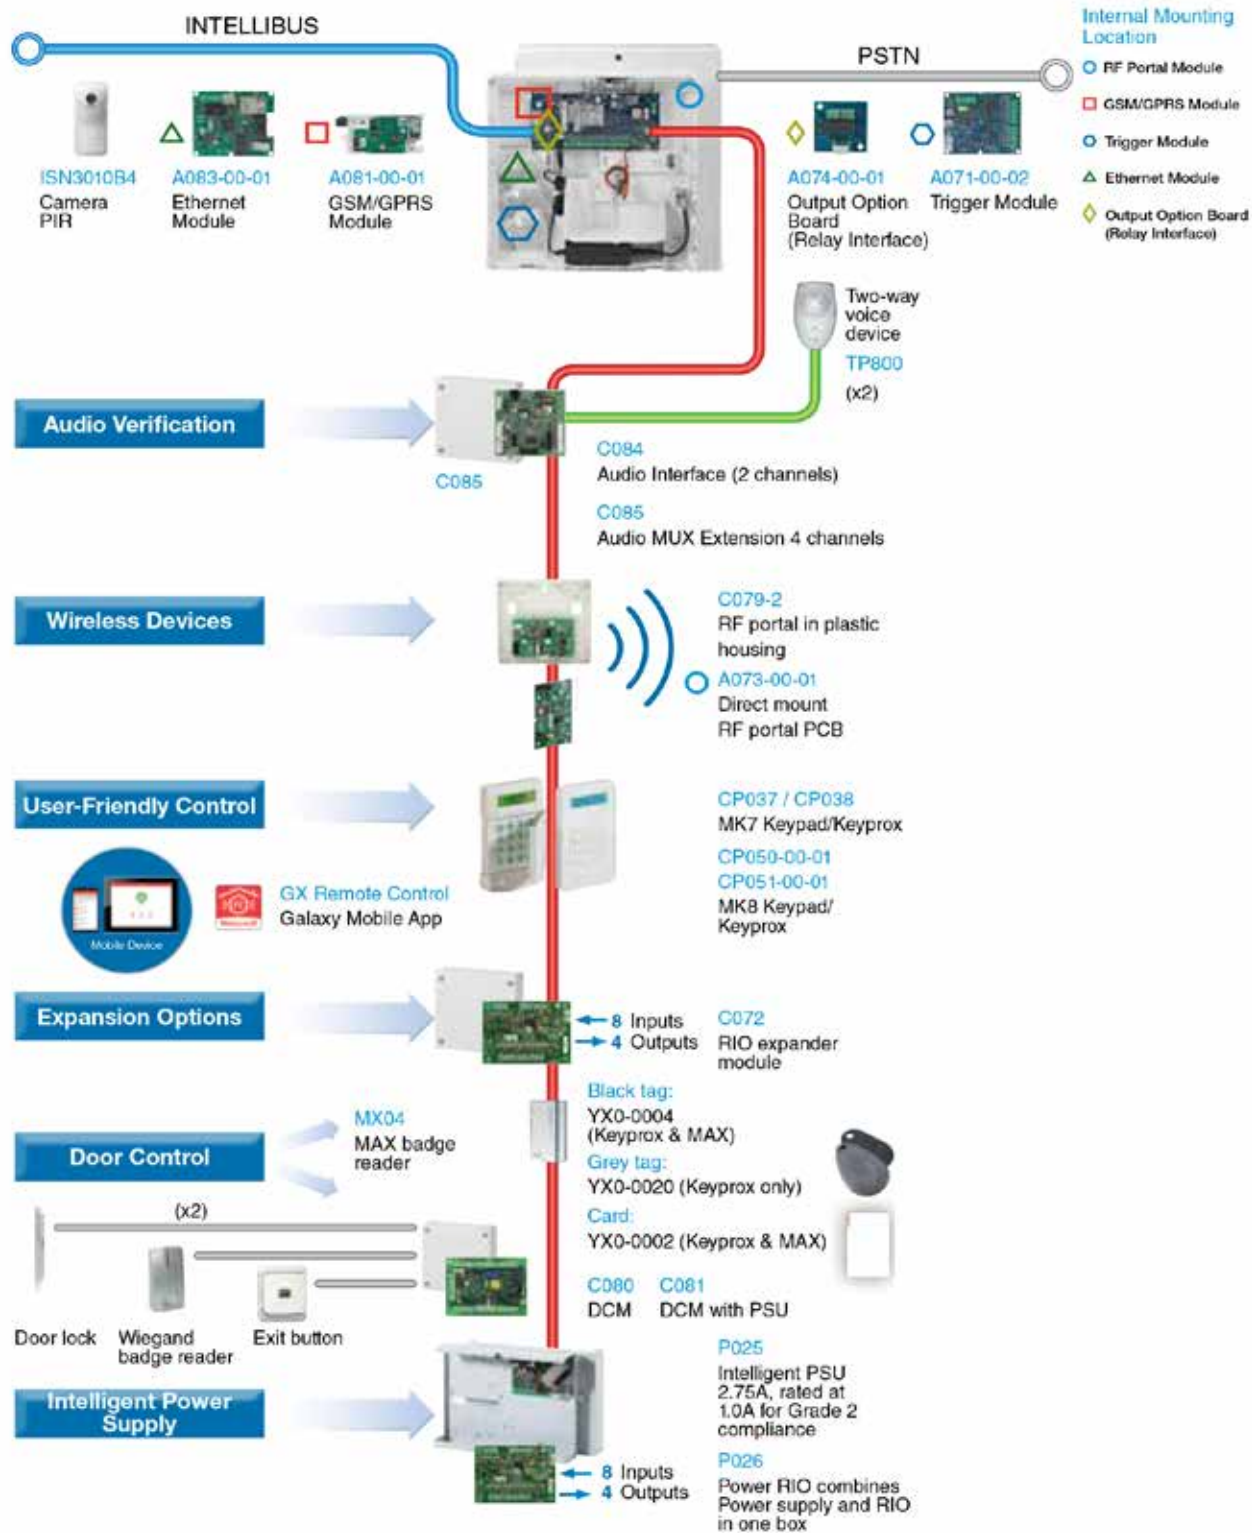 INTELLIBUS
PSTN
Internal Mounting
Location
RF Portal Module
GSM/GPRS Module
Trigger Module
Ethernet Module
Output Option Board
(Relay Interface)
ISN3010B4
Camera
PIR
A083-00-01
Ethernet
Module
A081-00-01
GSM/GPRS
Module
A074-00-01
Output Option
Board
(Relay Interface)
A071-00-02
Trigger Module
Two-way
voice
device
TP800
(x2)
Audio Verification
C085
C084
Audio Interface (2 channels)
C085
Audio MUX Extension 4 channels
Wireless Devices
C079-2
RF portal in plastic
housing
A073-00-01
Direct mount
RF portal PCB
User-Friendly Control
CP037 / CP038
MK7 Keypad/Keyprox
CP050-00-01
CP051-00-01
MK8 Keypad/
Keyprox
Mobile Device
GX Remote Control
Galaxy Mobile App
Expansion Options
8 Inputs
4 Outputs
C072
RIO expander
module
Door Control
MX04
MAX badge
reader
Black tag:
YX0-0004
(Keyprox & MAX)
Grey tag:
YX0-0020 (Keyprox only)
Card:
YX0-0002 (Keyprox & MAX)
(x2)
Door lock
Wiegand
badge reader
Exit button
C080
DCM
C081
DCM with PSU
Intelligent Power
Supply
P025
Intelligent PSU
2.75A, rated at
1.0A for Grade 2
compliance
8 Inputs
4 Outputs
P026
Power RIO combines
Power supply and RIO
in one box